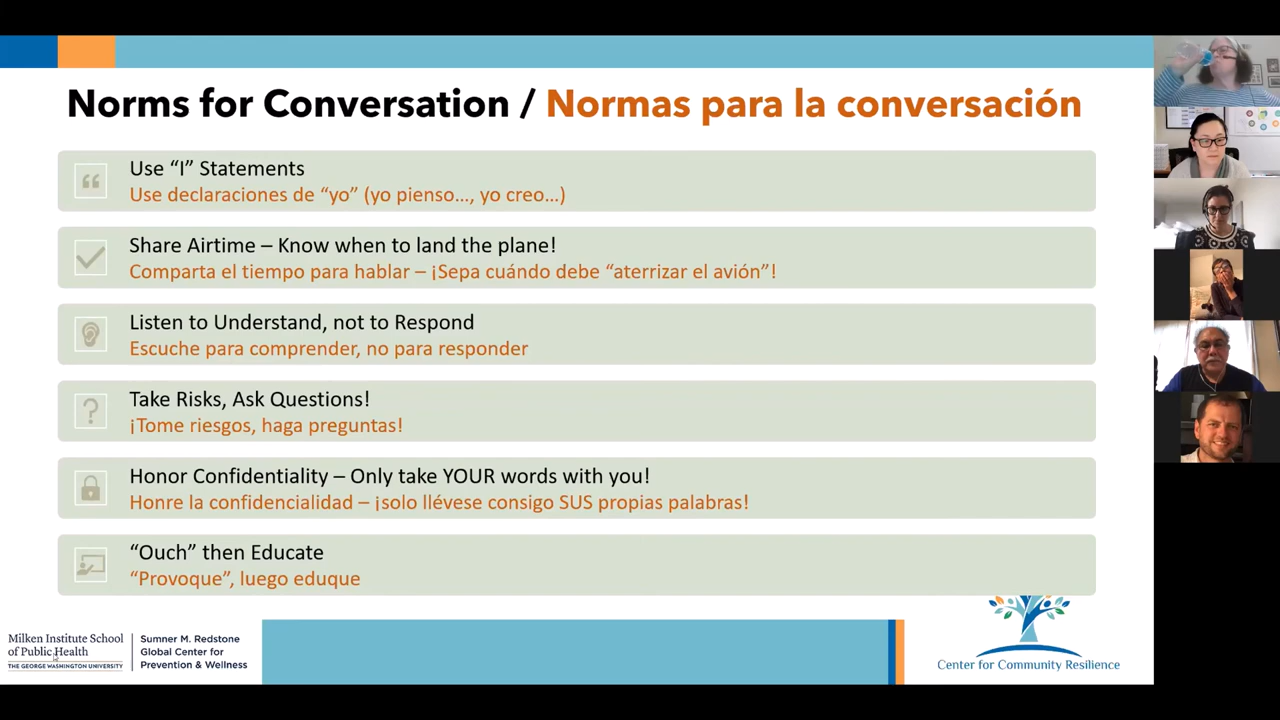 Norms for Conversation / Normas para la conversación
Use “I” Statements
Use declaraciones de “yo” (yo pienso…, yo creo…)
Share Airtime – Know when to land the plane!
Comparta el tiempo para hablar – ¡Sepa cuándo debe “aterrizar el avión”!
Listen to Understand, not to Respond
Escuche para comprender, no para responder
Take Risks, Ask Questions!
¡Tome riesgos, haga preguntas!
Honor Confidentiality – Only take YOUR words with you!
Honre la confidencialidad – ¡solo llévese consigo SUS propias palabras!
“Ouch” then Educate
“Provoque”, luego eduque
Milken Institute School
of Public Health
THE GEORGE WASHINGTON UNIVERSITY
Sumner M. Redstone
Global Center for
Prevention & Wellness
Center for Community Resilience